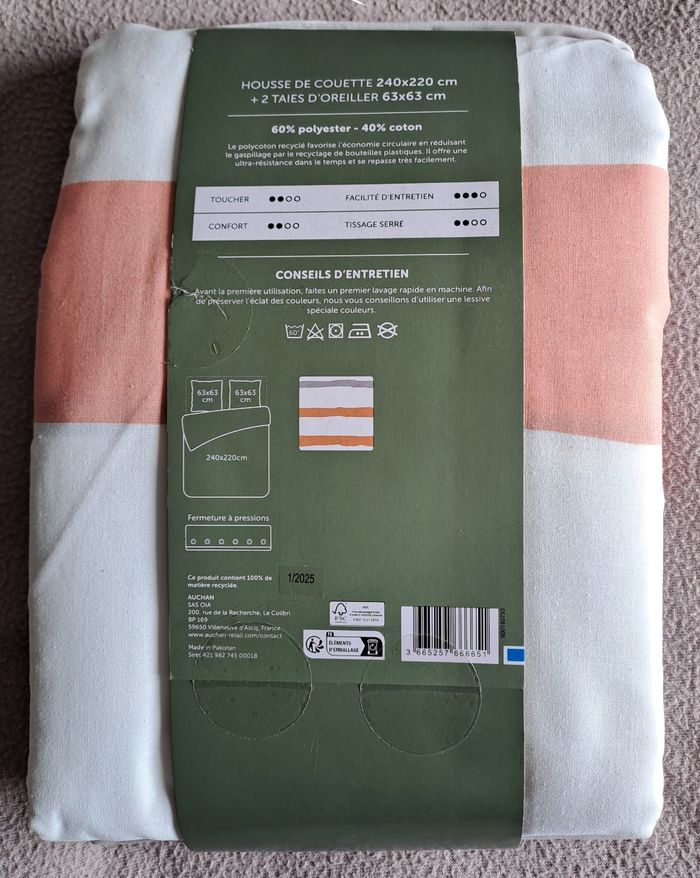 HOUSSE DE COUETTE 240x220 cm
+ 2 TAIES D'OREILLER 63x63 cm
60% polyester - 40% coton
Le polycoton recyclé favorise l'économie circulaire en réduisant
le gaspillage par le recyclage de bouteilles plastiques. Il offre une
ultra-résistance dans le temps et se repasse très facilement.
TOUCHER FACILITÉ D'ENTRETIEN
CONFORT TISSAGE SERRÉ
CONSEILS D'ENTRETIEN
Avant la première utilisation, faites un premier lavage rapide en machine. Afin
de préserver l'éclat des couleurs, nous vous conseillons d'utiliser une lessive
spéciale couleurs.
60°
63x63 cm
63x63 cm
240x220cm
Fermeture à pressions
Ce produit contient 100% de
matière recyclée.
1/2025
AUCHAN
SAS OIA
200, rue de la Recherche, Le Colibri
BP 169
59650 Villeneuve d'Ascq, France
www.auchan-retail.com/contact
Made in Pakistan
Siret 421 982 745 00018
FSC
MIX
FR
ÉLÉMENTS
D'EMBALLAGE
3 665257 666651